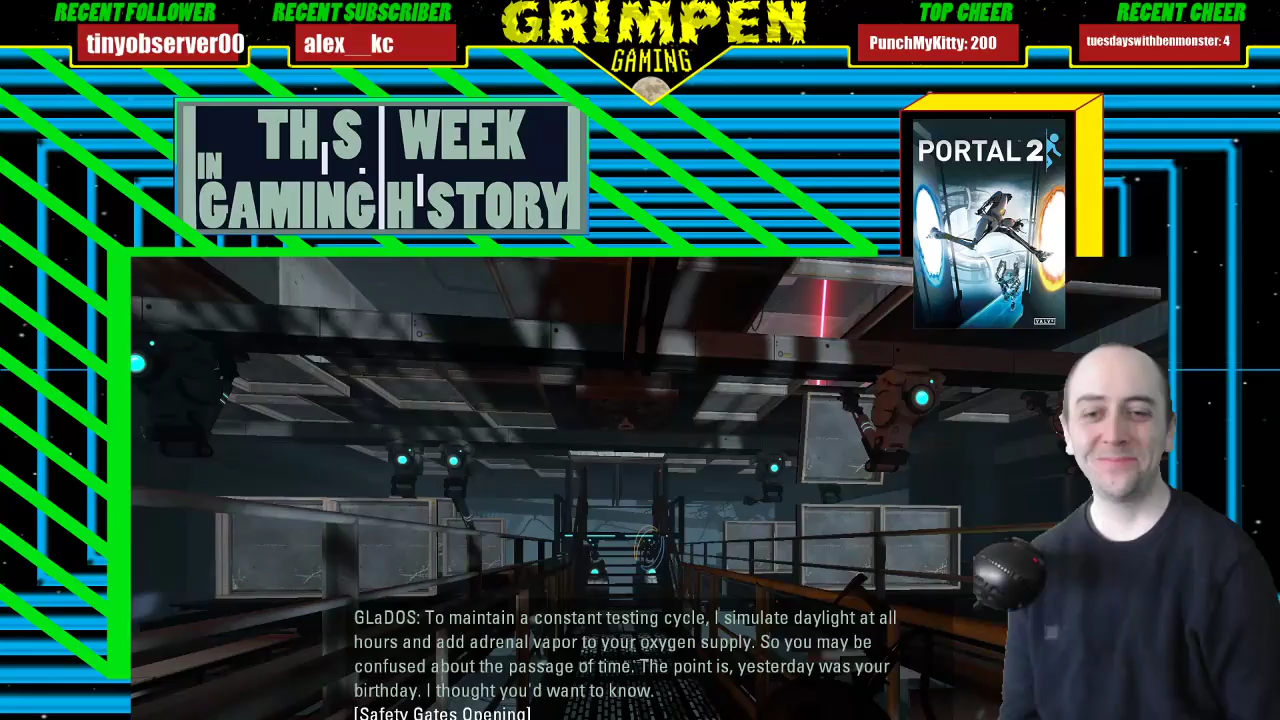 RECENT FOLLOWER
tinyobserver00
RECENT SUBSCRIBER
alex__kc
GRIMPEN
GAMING
TOP CHEER
PunchMyKitty: 200
RECENT CHEER
tuesdayswithbenmonster: 4
THIS WEEK
IN
GAMING HISTORY
PORTAL 2
VALVE
GLaDOS: To maintain a constant testing cycle, I simulate daylight at all
hours and add adrenal vapor to your oxygen supply. So you may be
confused about the passage of time. The point is, yesterday was your
birthday. I thought you'd want to know.
[Safety Gates Opening]